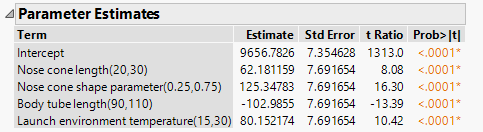 Parameter Estimates
Term Estimate Std Error t Ratio Prob>|t|
Intercept 9656.7826 7.354628 1313.0 <.0001*
Nose cone length(20,30) 62.181159 7.691654 8.08 <.0001*
Nose cone shape parameter(0.25,0.75) 125.34783 7.691654 16.30 <.0001*
Body tube length(90,110) -102.9855 7.691654 -13.39 <.0001*
Launch environment temperature(15,30) 80.152174 7.691654 10.42 <.0001*